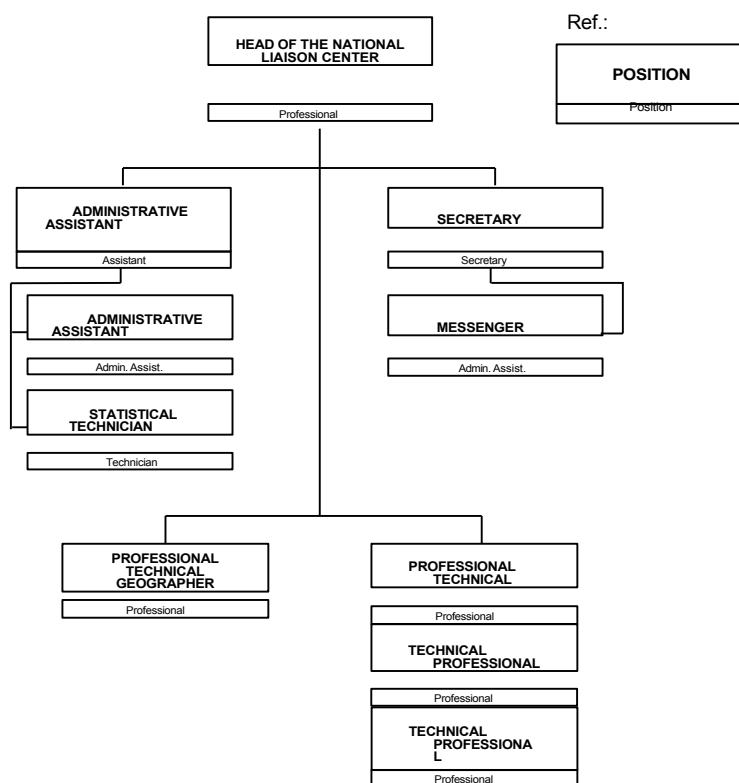 Ref.:
HEAD OF THE NATIONAL
LIAISON CENTER
Professional
POSITION
Position
ADMINISTRATIVE
ASSISTANT
Assistant
SECRETARY
Secretary
ADMINISTRATIVE
ASSISTANT
Admin. Assist.
MESSENGER
Admin. Assist.
STATISTICAL
TECHNICIAN
Technician
PROFESSIONAL
TECHNICAL
GEOGRAPHER
Professional
PROFESSIONAL
TECHNICAL
Professional
TECHNICAL
PROFESSIONAL
Professional
TECHNICAL
PROFESSIONA
L
Professional